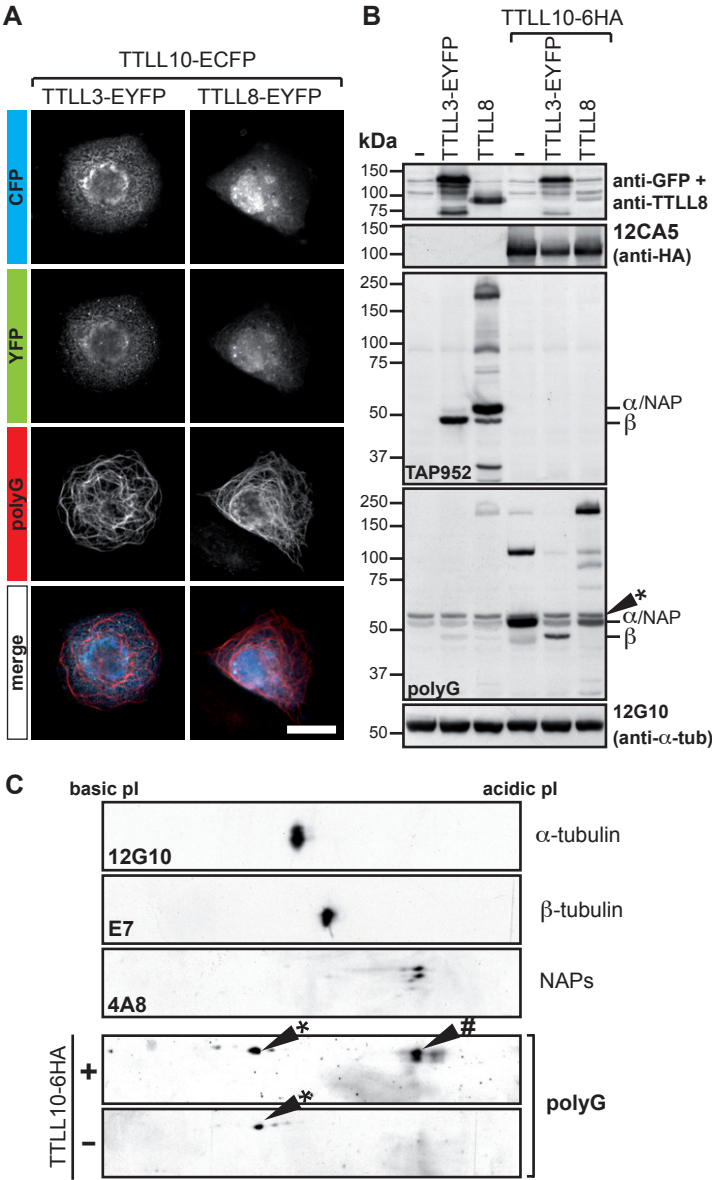 A
TTLL10-ECFP
TTLL3-EYFP TTLL8-EYFP
CFP
YFP
polyG
merge
B
TTLL10-6HA
kDa
– TTLL3-EYFP TTLL8 – TTLL3-EYFP TTLL8
150
100
75
anti-GFP +
anti-TTLL8
150
100
12CA5
(anti-HA)
250
150
100
75
50
37
α/NAP
β
TAP952
250
150
100
75
50
37
*
α/NAP
β
polyG
50
12G10
(anti-α-tub)
C
basic pI acidic pI
12G10 α-tubulin
E7 β-tubulin
4A8 NAPs
TTLL10-6HA
+ * #
– *
polyG